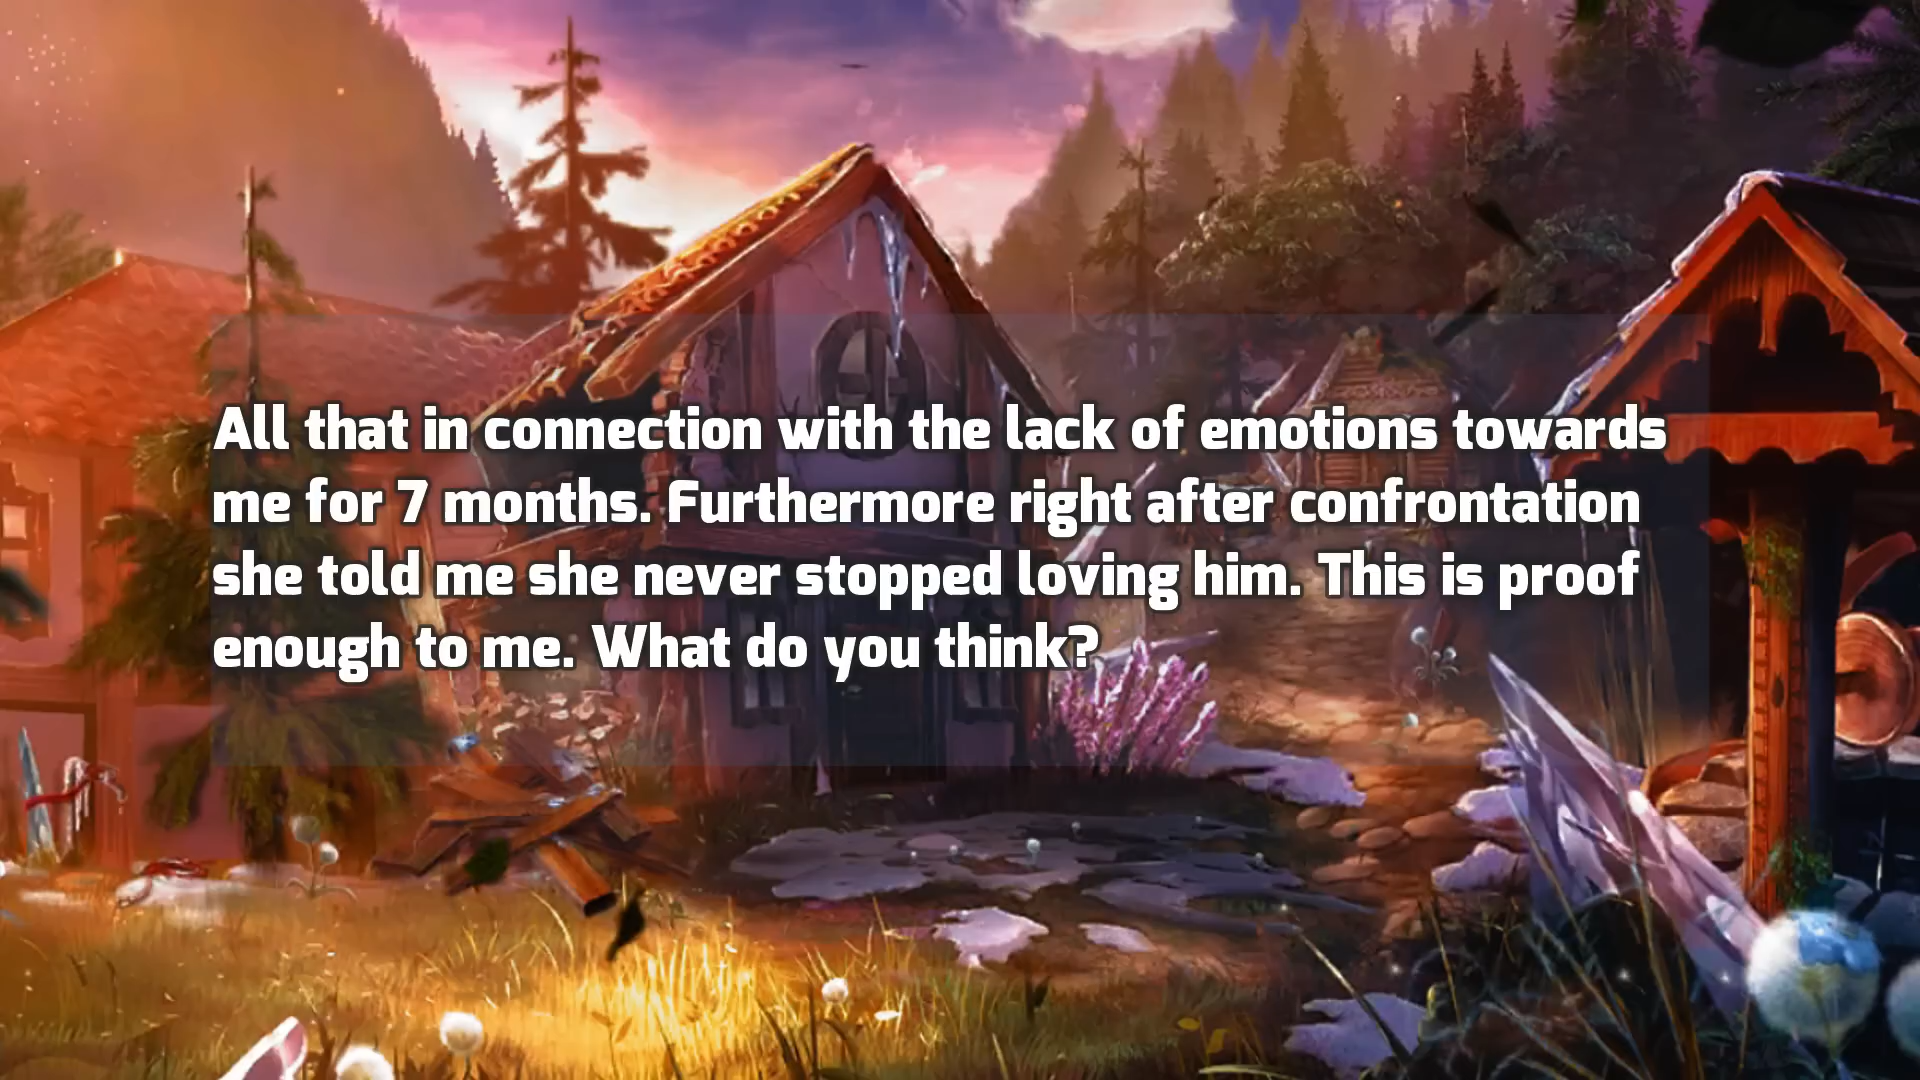 All that in connection with the lack of emotions towards
me for 7 months. Furthermore right after confrontation
she told me she never stopped loving him. This is proof
enough to me. What do you think?